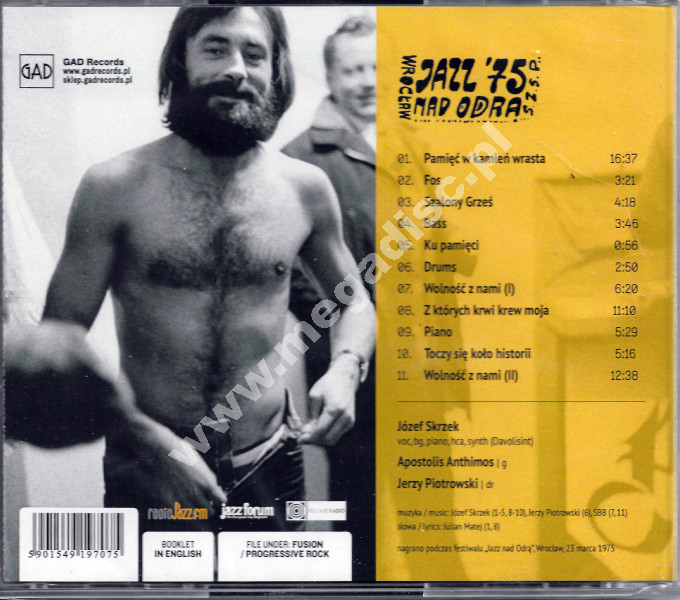 GAD
GAD Records
www.gadrecords.pl
sklep.gadrecords.pl
WROCŁAW
JAZZ '75
NAD ODRĄ
SZSP.
01. Pamięć w kamień wrasta 16:37
02. Fos 3:21
03. Szalony Grześ 4:18
04. Bass 3:46
05. Ku pamięci 0:56
06. Drums 2:50
07. Wolność z nami (I) 6:20
08. Z których krwi krew moja 11:10
09. Piano 5:29
10. Toczy się koło historii 5:16
11. Wolność z nami (II) 12:38
Józef Skrzek
voc, bg, piano, hca, synth (Davolisint)
Apostolis Anthimos | g
Jerzy Piotrowski | dr
muzyka / music: Józef Skrzek (1-5, 8-10), Jerzy Piotrowski (6), SBB (7, 11)
słowa / lyrics: Julian Matej (1, 8)
nagrano podczas festiwalu „Jazz nad Odrą”, Wrocław, 23 marca 1975
radioJazz.fm
jazz forum
POLSKIE RADIO
5 901549 197075
BOOKLET
IN ENGLISH
FILE UNDER: FUSION
/ PROGRESSIVE ROCK
www.megadisc.pl